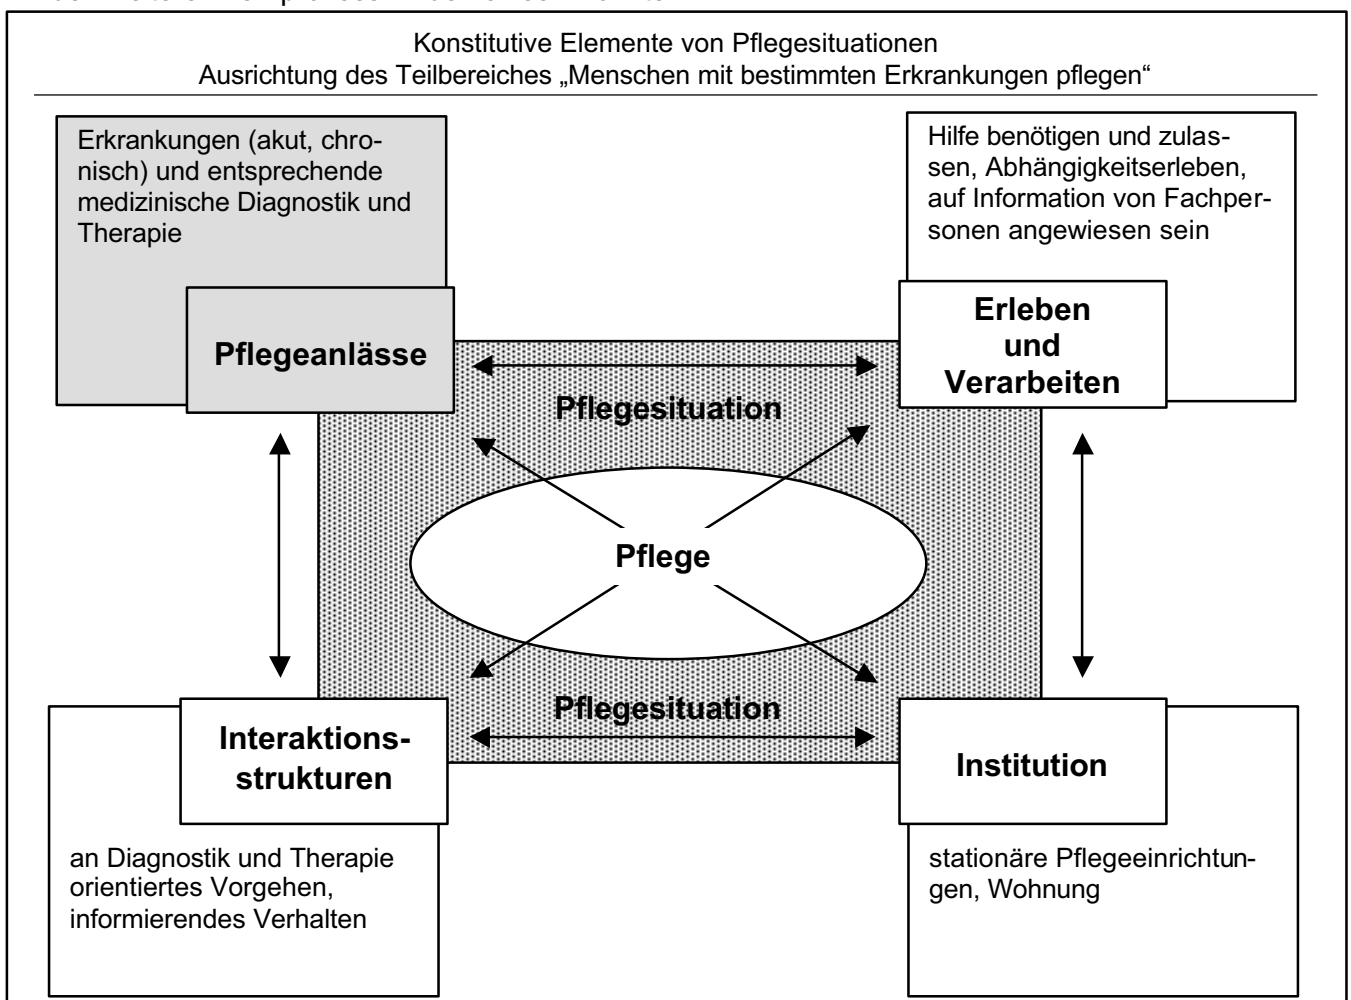 Konstitutive Elemente von Pflegesituationen
Ausrichtung des Teilbereiches „Menschen mit bestimmten Erkrankungen pflegen“
Erkrankungen (akut, chro-
nisch) und entsprechende
medizinische Diagnostik und
Therapie
Pflegeanlässe
Hilfe benötigen und zulas-
sen, Abhängigkeitserleben,
auf Information von Fachper-
sonen angewiesen sein
Erleben
und
Verarbeiten
Pflegesituation
Pflege
Pflegesituation
Interaktions-
strukturen
an Diagnostik und Therapie
orientiertes Vorgehen,
informierendes Verhalten
Institution
stationäre Pflegeeinrichtun-
gen, Wohnung